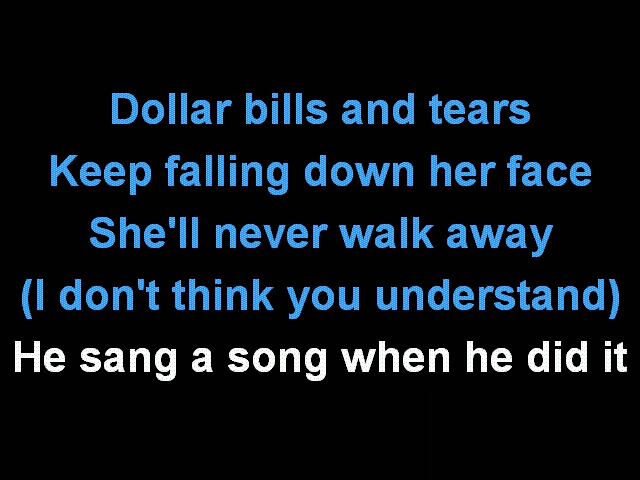 Dollar bills and tears
Keep falling down her face
She'll never walk away
(I don't think you understand)
He sang a song when he did it